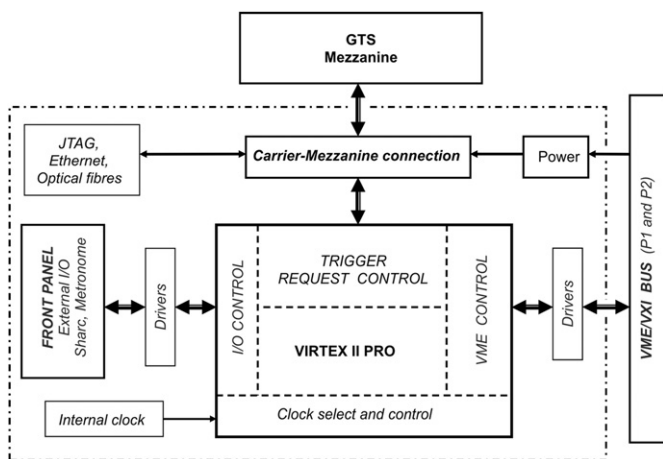 GTS
Mezzanine
JTAG,
Ethernet,
Optical fibres
Carrier-Mezzanine connection
Power
VME/VXI BUS (P1 and P2)
FRONT PANEL
External I/O
Sharc, Metronome
Drivers
I/O CONTROL
TRIGGER
REQUEST CONTROL
VIRTEX II PRO
VME CONTROL
Drivers
Internal clock
Clock select and control